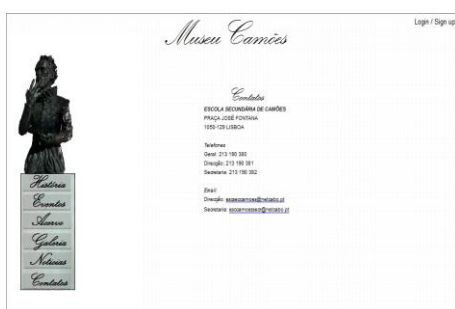 Login / Sign up
Museu Camões
História
Eventos
Acervo
Galeria
Notícias
Contatos
Contatos
ESCOLA SECUNDÁRIA DE CAMÕES
PRAÇA JOSÉ FONTANA
1050-129 LISBOA
Telefones
Geral: 213 190 380
Direcção: 213 190 381
Secretaria: 213 190 382
Email
Direcção:
Secretaria: